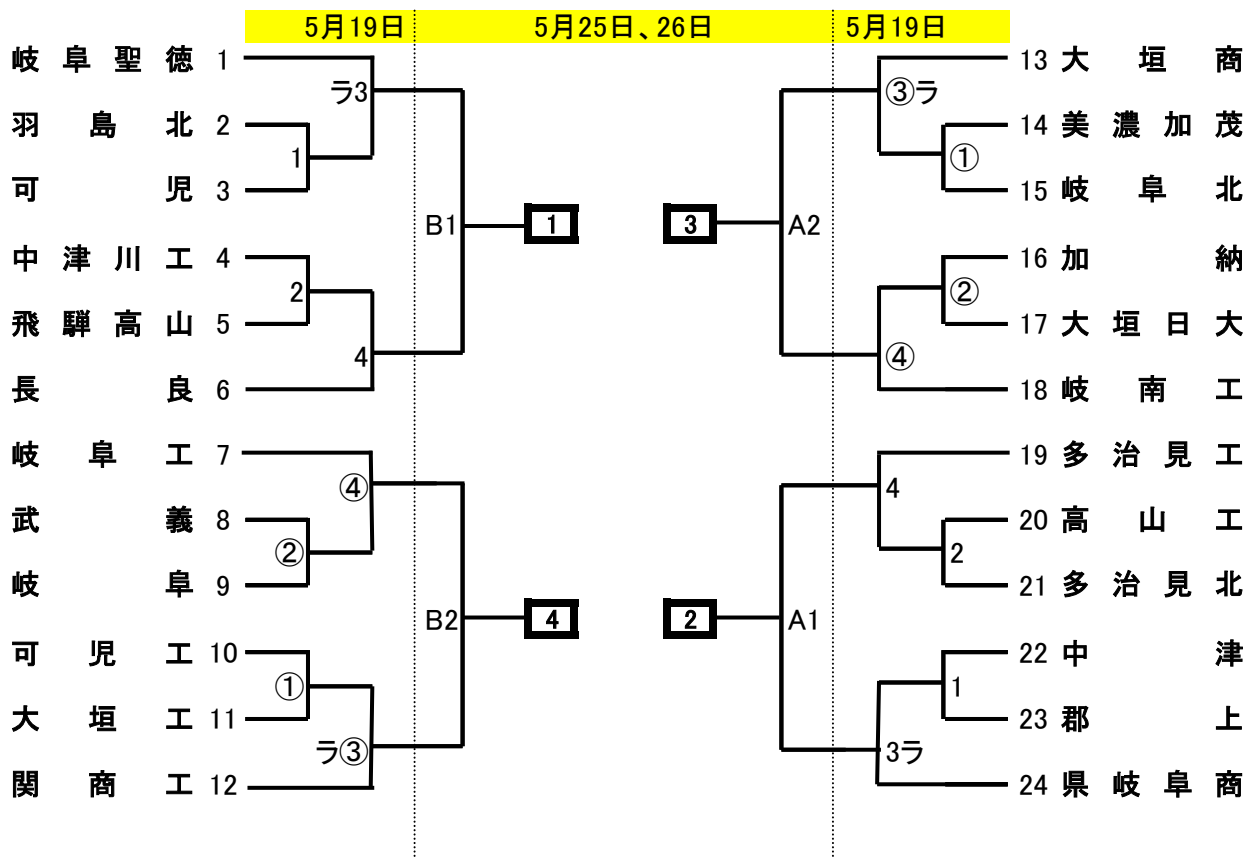 5月19日 5月25日、26日 5月19日
岐阜聖徳 1
ラ3
羽島北 2
1
可児 3
B1
1
中津川工 4
2
飛騨高山 5
4
長良 6
岐阜工 7
④
武義 8
②
岐阜 9
B2
4
可児工 10
①
大垣工 11
ラ③
関商工 12
13 大垣商
③ラ
14 美濃加茂
①
15 岐阜北
3
A2
16 加納
②
17 大垣日大
④
18 岐南工
19 多治見工
4
20 高山工
2
21 多治見北
2
A1
22 中津
1
23 郡上
3ラ
24 県岐阜商